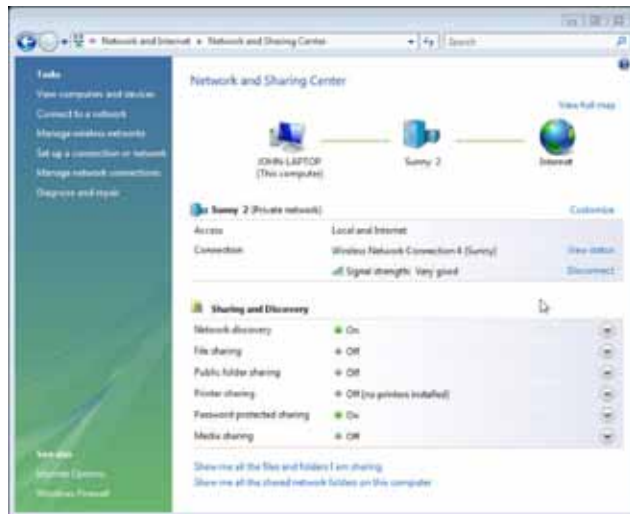 Network and Internet
Network and Sharing Center
Search
Tasks
View computers and devices
Connect to a network
Manage wireless networks
Set up a connection or network
Manage network connections
Diagnose and repair
See also
Internet Options
Windows Firewall
Network and Sharing Center
View full map
JOHN-LAPTOP
(This computer)
Sunny 2
Internet
Sunny 2 (Private network)
Customize
Access
Local and Internet
Connection
Wireless Network Connection 4 (Sunny)
View status
Signal strength: Very good
Disconnect
Sharing and Discovery
Network discovery
On
File sharing
Off
Public folder sharing
Off
Printer sharing
Off (no printers installed)
Password protected sharing
On
Media sharing
Off
Show me all the files and folders I am sharing
Show me all the shared network folders on this computer